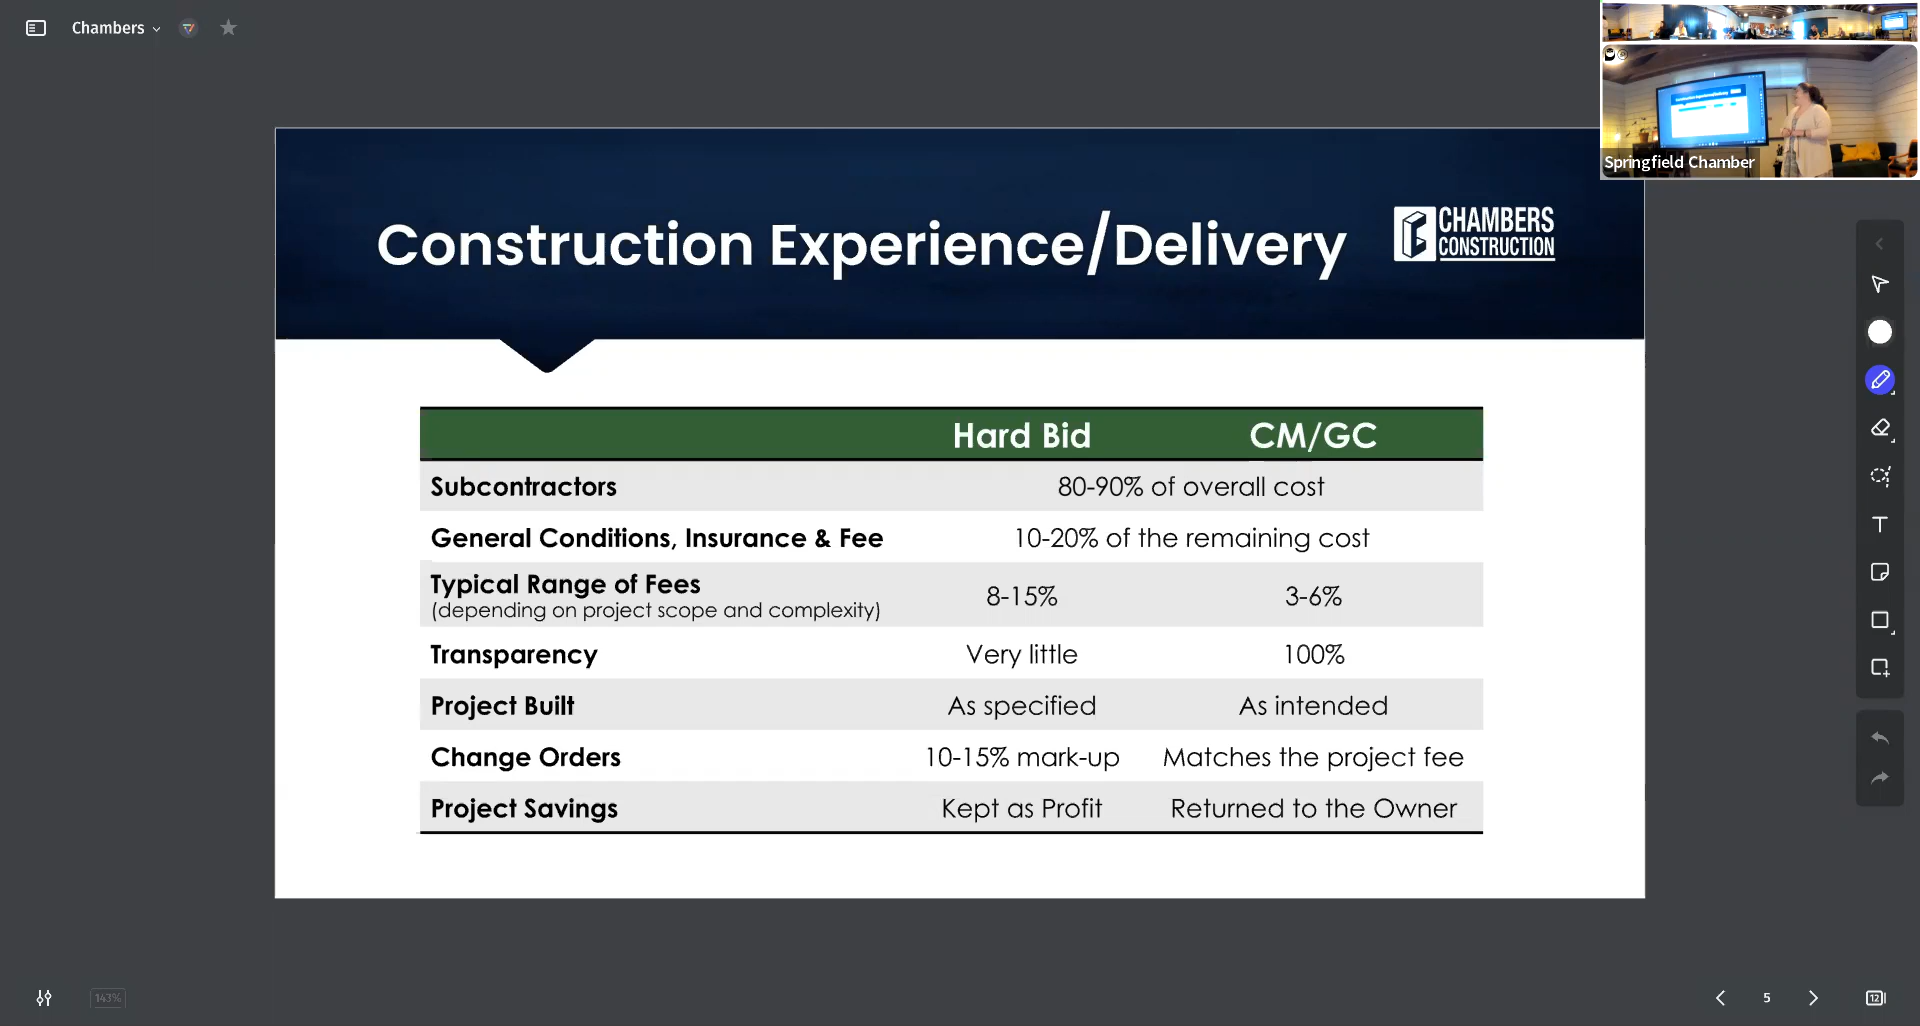 Chambers
Springfield Chamber
Construction Experience/Delivery
CHAMBERS
CONSTRUCTION
Hard Bid CM/GC
Subcontractors 80-90% of overall cost
General Conditions, Insurance & Fee 10-20% of the remaining cost
Typical Range of Fees 8-15% 3-6%
(depending on project scope and complexity)
Transparency Very little 100%
Project Built As specified As intended
Change Orders 10-15% mark-up Matches the project fee
Project Savings Kept as Profit Returned to the Owner
T
143%
5
12